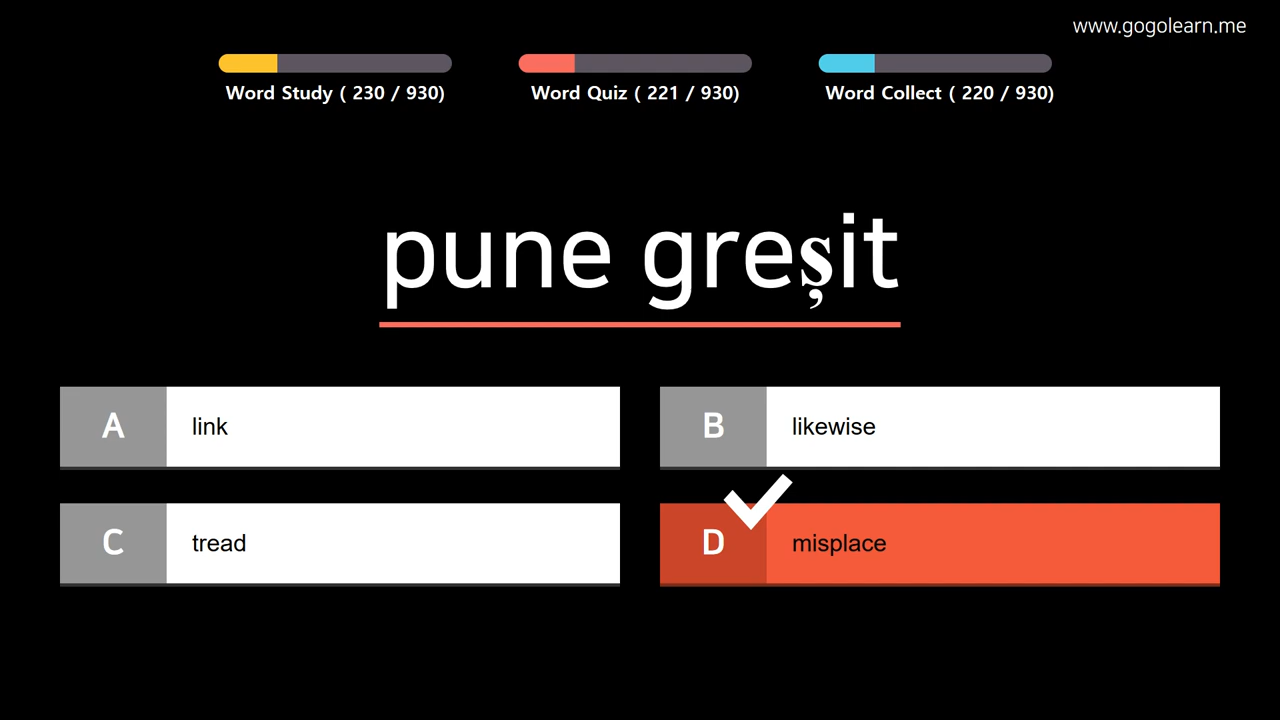 www.gogolearn.me
Word Study ( 230 / 930)
Word Quiz ( 221 / 930)
Word Collect ( 220 / 930)
pune greșit
A link
B likewise
C tread
D misplace